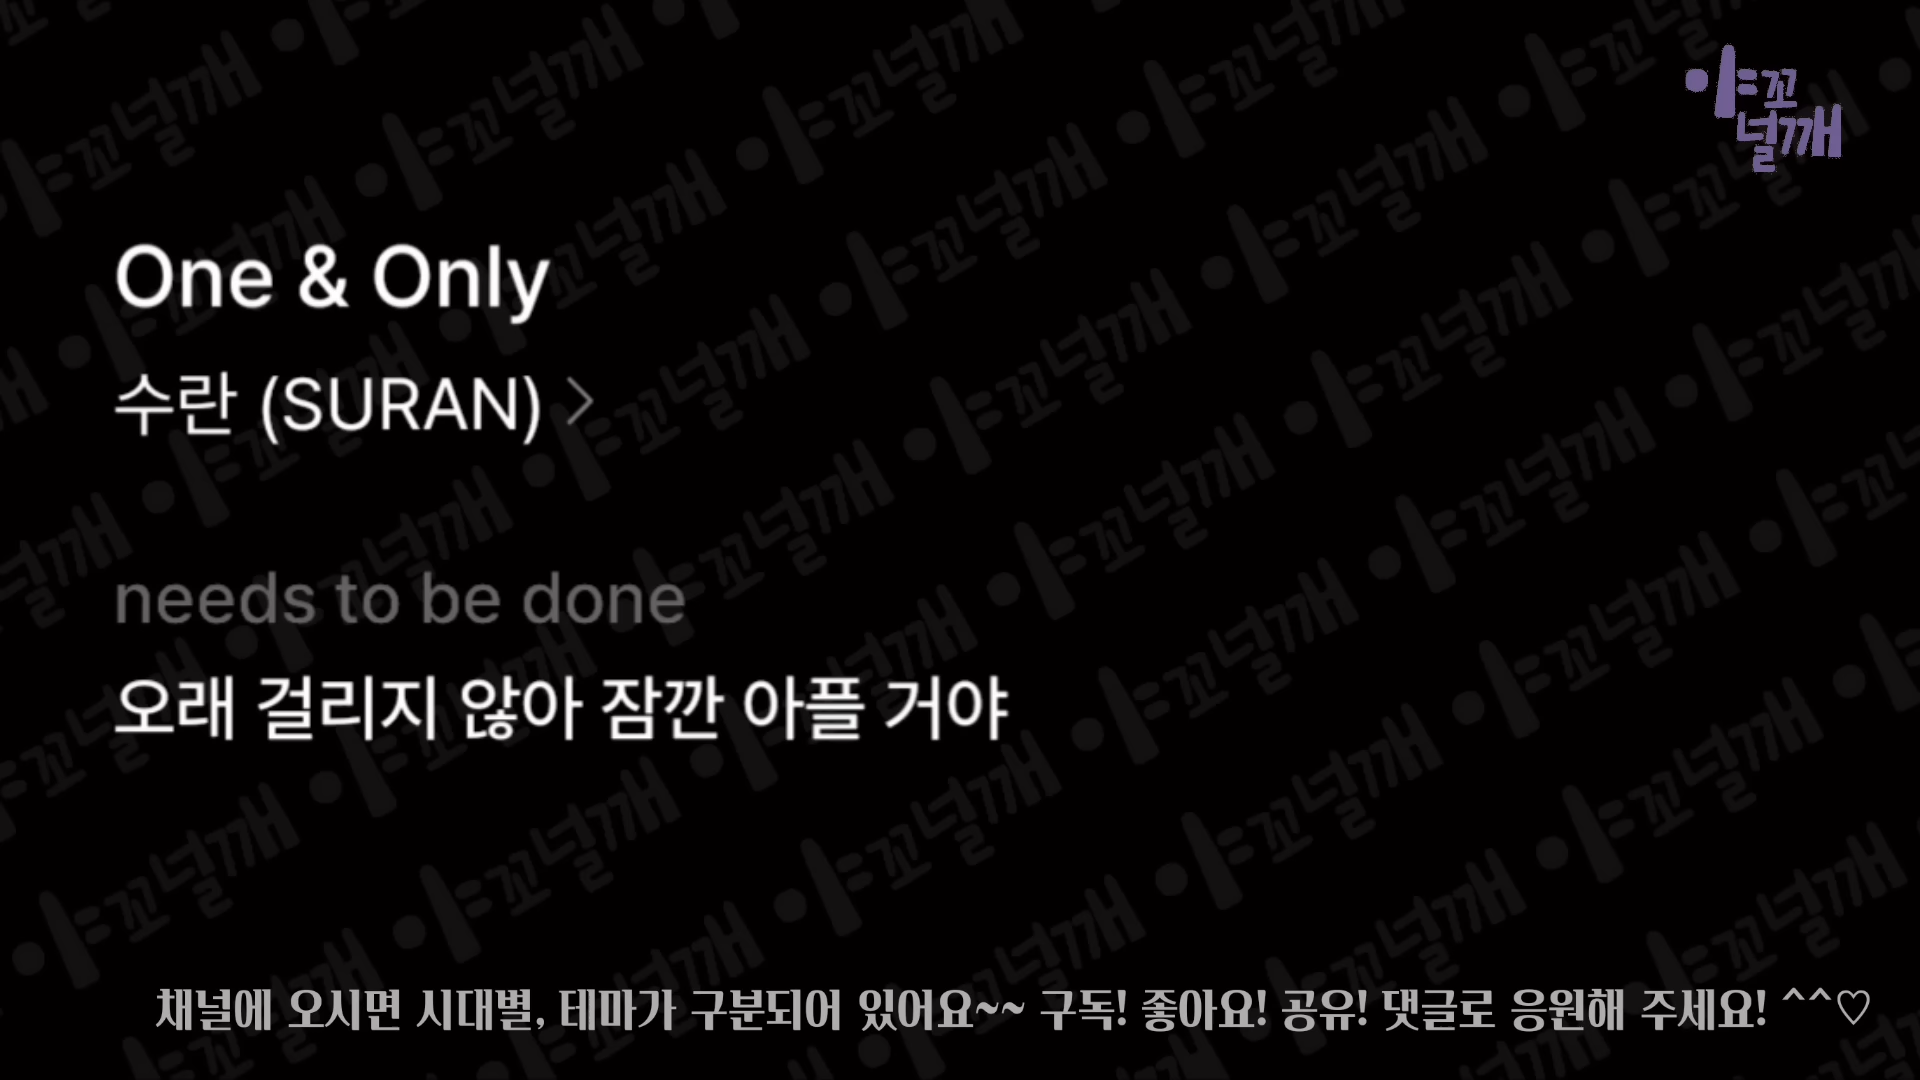 야꼬
널깨
One & Only
수란 (SURAN) >
needs to be done
오래 걸리지 않아 잠깐 아플 거야
채널에 오시면 시대별, 테마가 구분되어 있어요~~ 구독! 좋아요! 공유! 댓글로 응원해 주세요! ^^♡